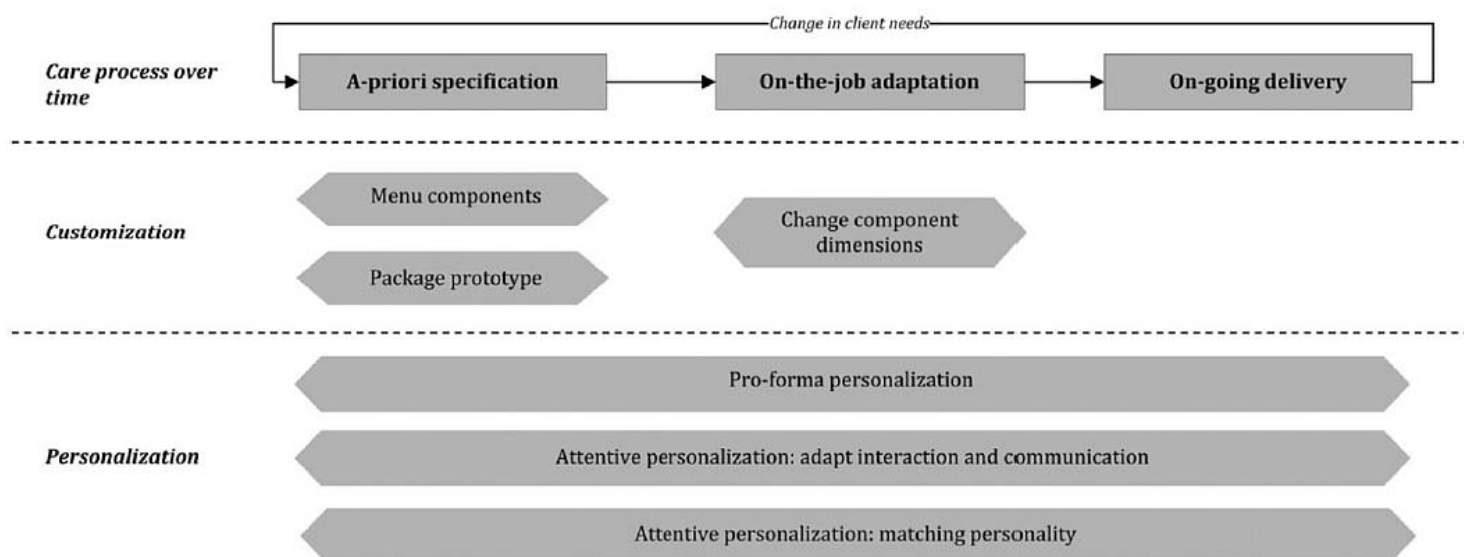 Change in client needs
Care process over
time
A-priori specification
On-the-job adaptation
On-going delivery
Customization
Menu components
Package prototype
Change component
dimensions
Personalization
Pro-forma personalization
Attentive personalization: adapt interaction and communication
Attentive personalization: matching personality